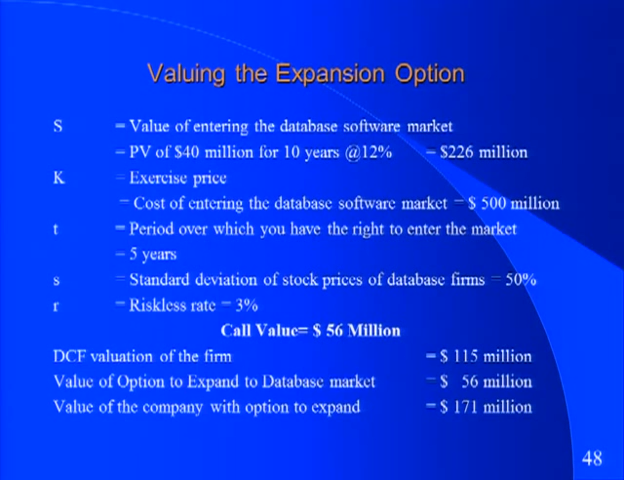 Valuing the Expansion Option
S = Value of entering the database software market
= PV of $40 million for 10 years @12% = $226 million
K = Exercise price
= Cost of entering the database software market = $ 500 million
t = Period over which you have the right to enter the market
= 5 years
s = Standard deviation of stock prices of database firms = 50%
r = Riskless rate = 3%
Call Value= $ 56 Million
DCF valuation of the firm = $ 115 million
Value of Option to Expand to Database market = $ 56 million
Value of the company with option to expand = $ 171 million
48